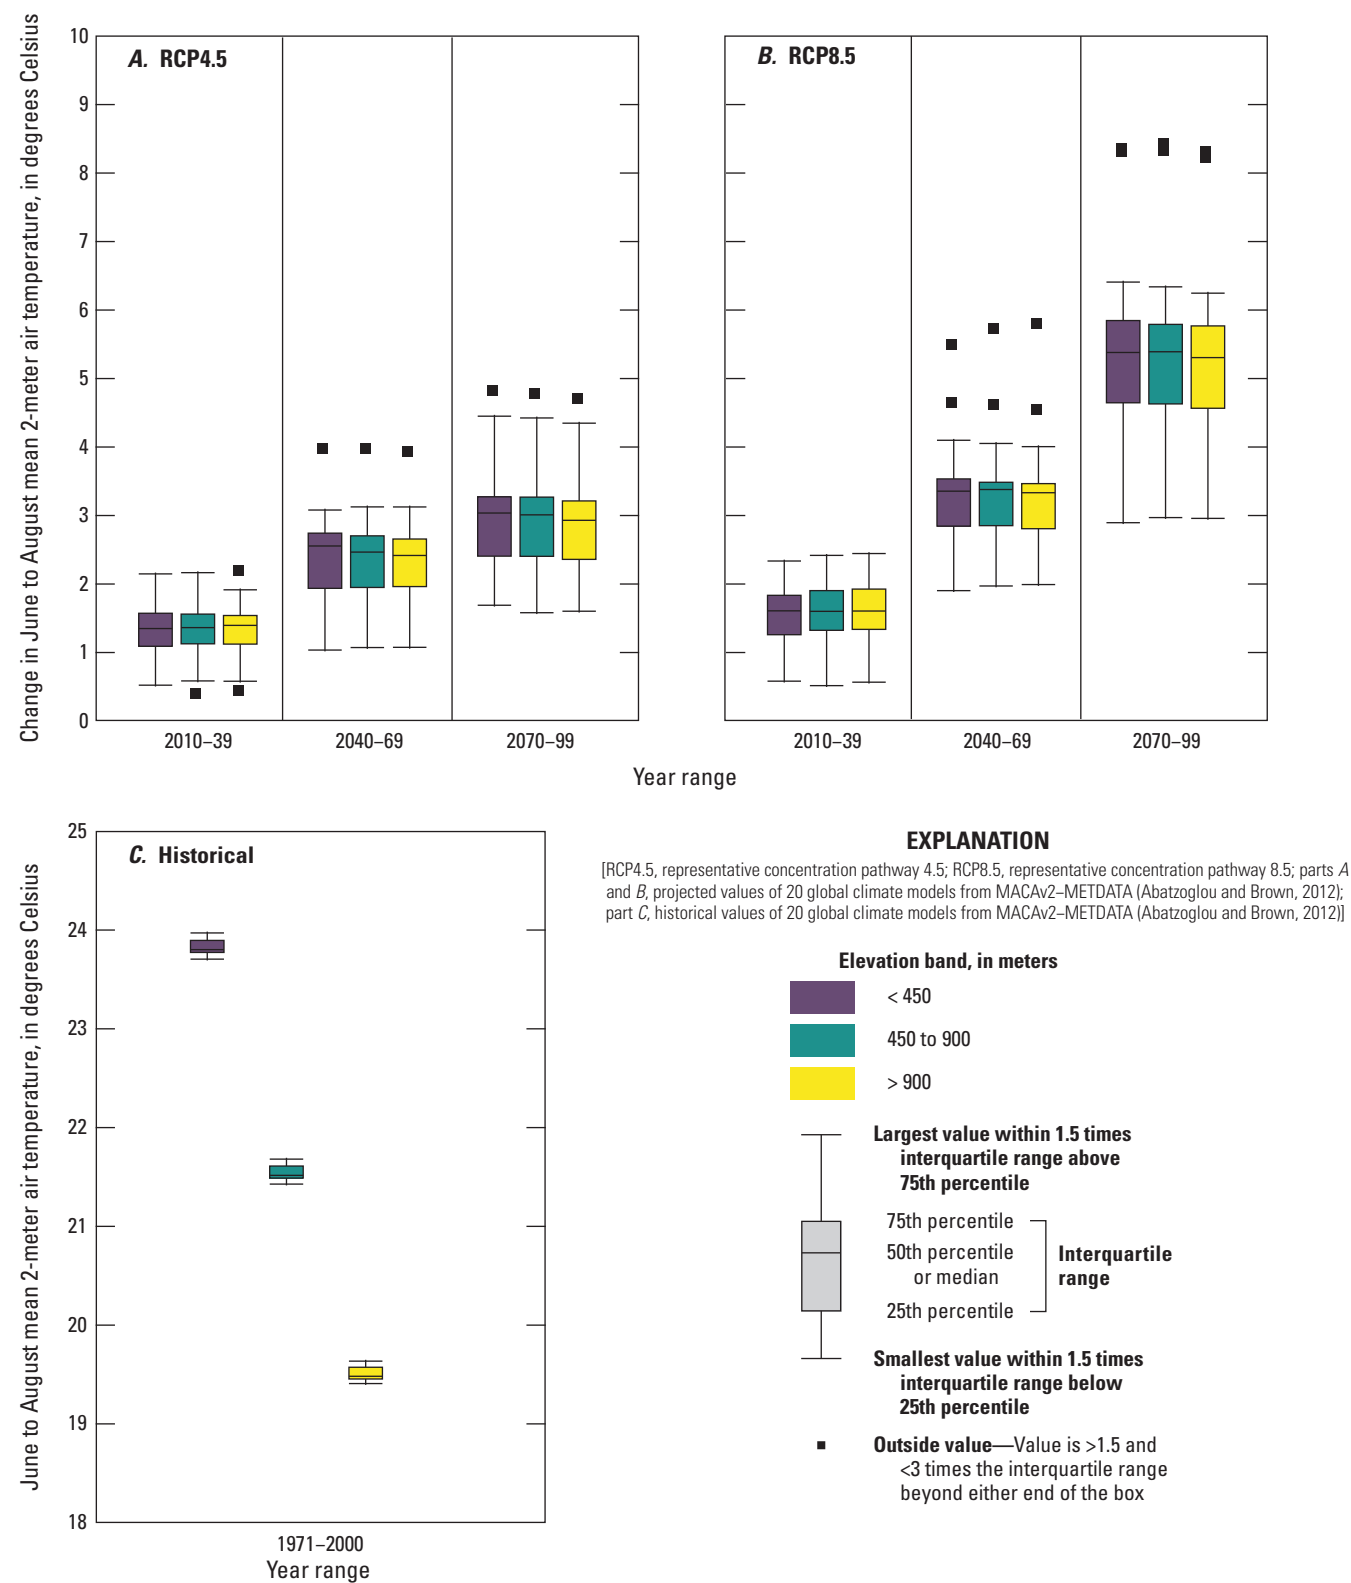 Change in June to August mean 2-meter air temperature, in degrees Celsius
10
9
8
7
6
5
4
3
2
1
0
A. RCP4.5
2010–39
2040–69
2070–99
B. RCP8.5
2010–39
2040–69
2070–99
Year range
June to August mean 2-meter air temperature, in degrees Celsius
25
24
23
22
21
20
19
18
C. Historical
1971–2000
Year range
EXPLANATION
[RCP4.5, representative concentration pathway 4.5; RCP8.5, representative concentration pathway 8.5; parts A
and B, projected values of 20 global climate models from MACAv2–METDATA (Abatzoglou and Brown, 2012);
part C, historical values of 20 global climate models from MACAv2–METDATA (Abatzoglou and Brown, 2012)]
Elevation band, in meters
< 450
450 to 900
> 900
Largest value within 1.5 times
interquartile range above
75th percentile
75th percentile
50th percentile
or median
25th percentile
Interquartile
range
Smallest value within 1.5 times
interquartile range below
25th percentile
Outside value—Value is >1.5 and
<3 times the interquartile range
beyond either end of the box